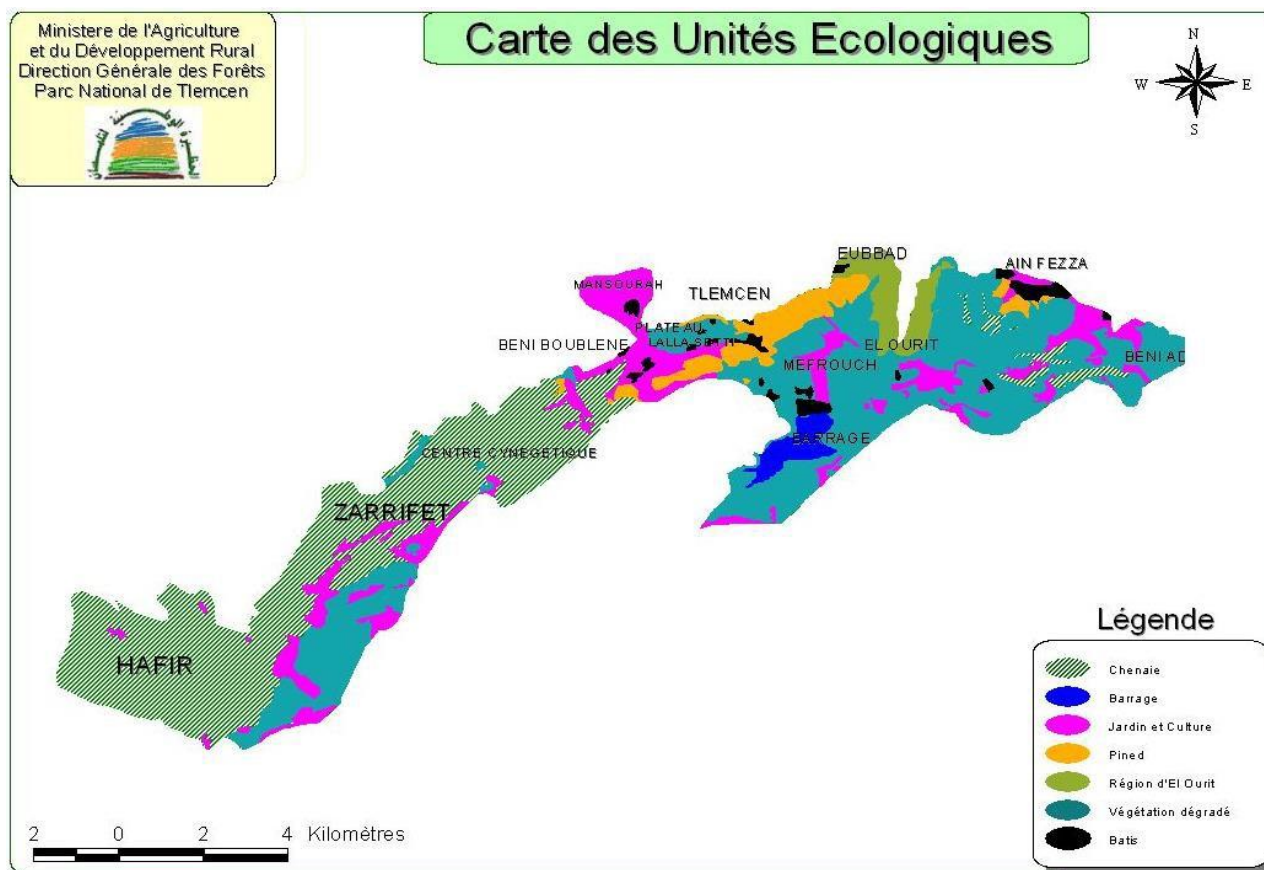 Ministere de l'Agriculture
et du Développement Rural
Direction Générale des Forêts
Parc National de Tlemcen
Carte des Unités Ecologiques
N
W E
S
EUBBAD
AIN FEZZA
MANSOURAH
TLEMCEN
PLATEAU
LALLA SETTI
BENI BOUBLENE
EL OURIT
MEFROUCH
BENI AD
BARRAGE
CENTRE CYNEGETIQUE
ZARRIFET
HAFIR
Légende
Chenaie
Barrage
Jardin et Culture
Pined
Région d'El Ourit
Végétation dégradé
Batis
2 0 2 4 Kilomètres